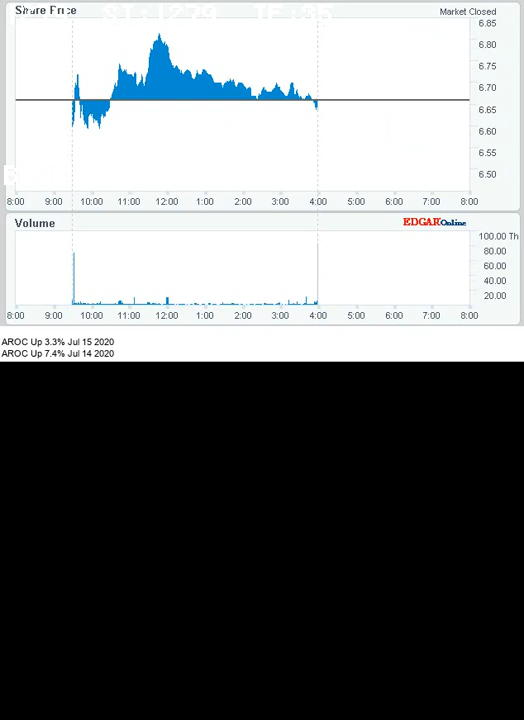 Share Price
Market Closed
6.85
6.80
6.75
6.70
6.65
6.60
6.55
6.50
8:00 9:00 10:00 11:00 12:00 1:00 2:00 3:00 4:00 5:00 6:00 7:00 8:00
Volume
EDGAR Online
100.00 Th
80.00
60.00
40.00
20.00
8:00 9:00 10:00 11:00 12:00 1:00 2:00 3:00 4:00 5:00 6:00 7:00 8:00
AROC Up 3.3% Jul 15 2020
AROC Up 7.4% Jul 14 2020